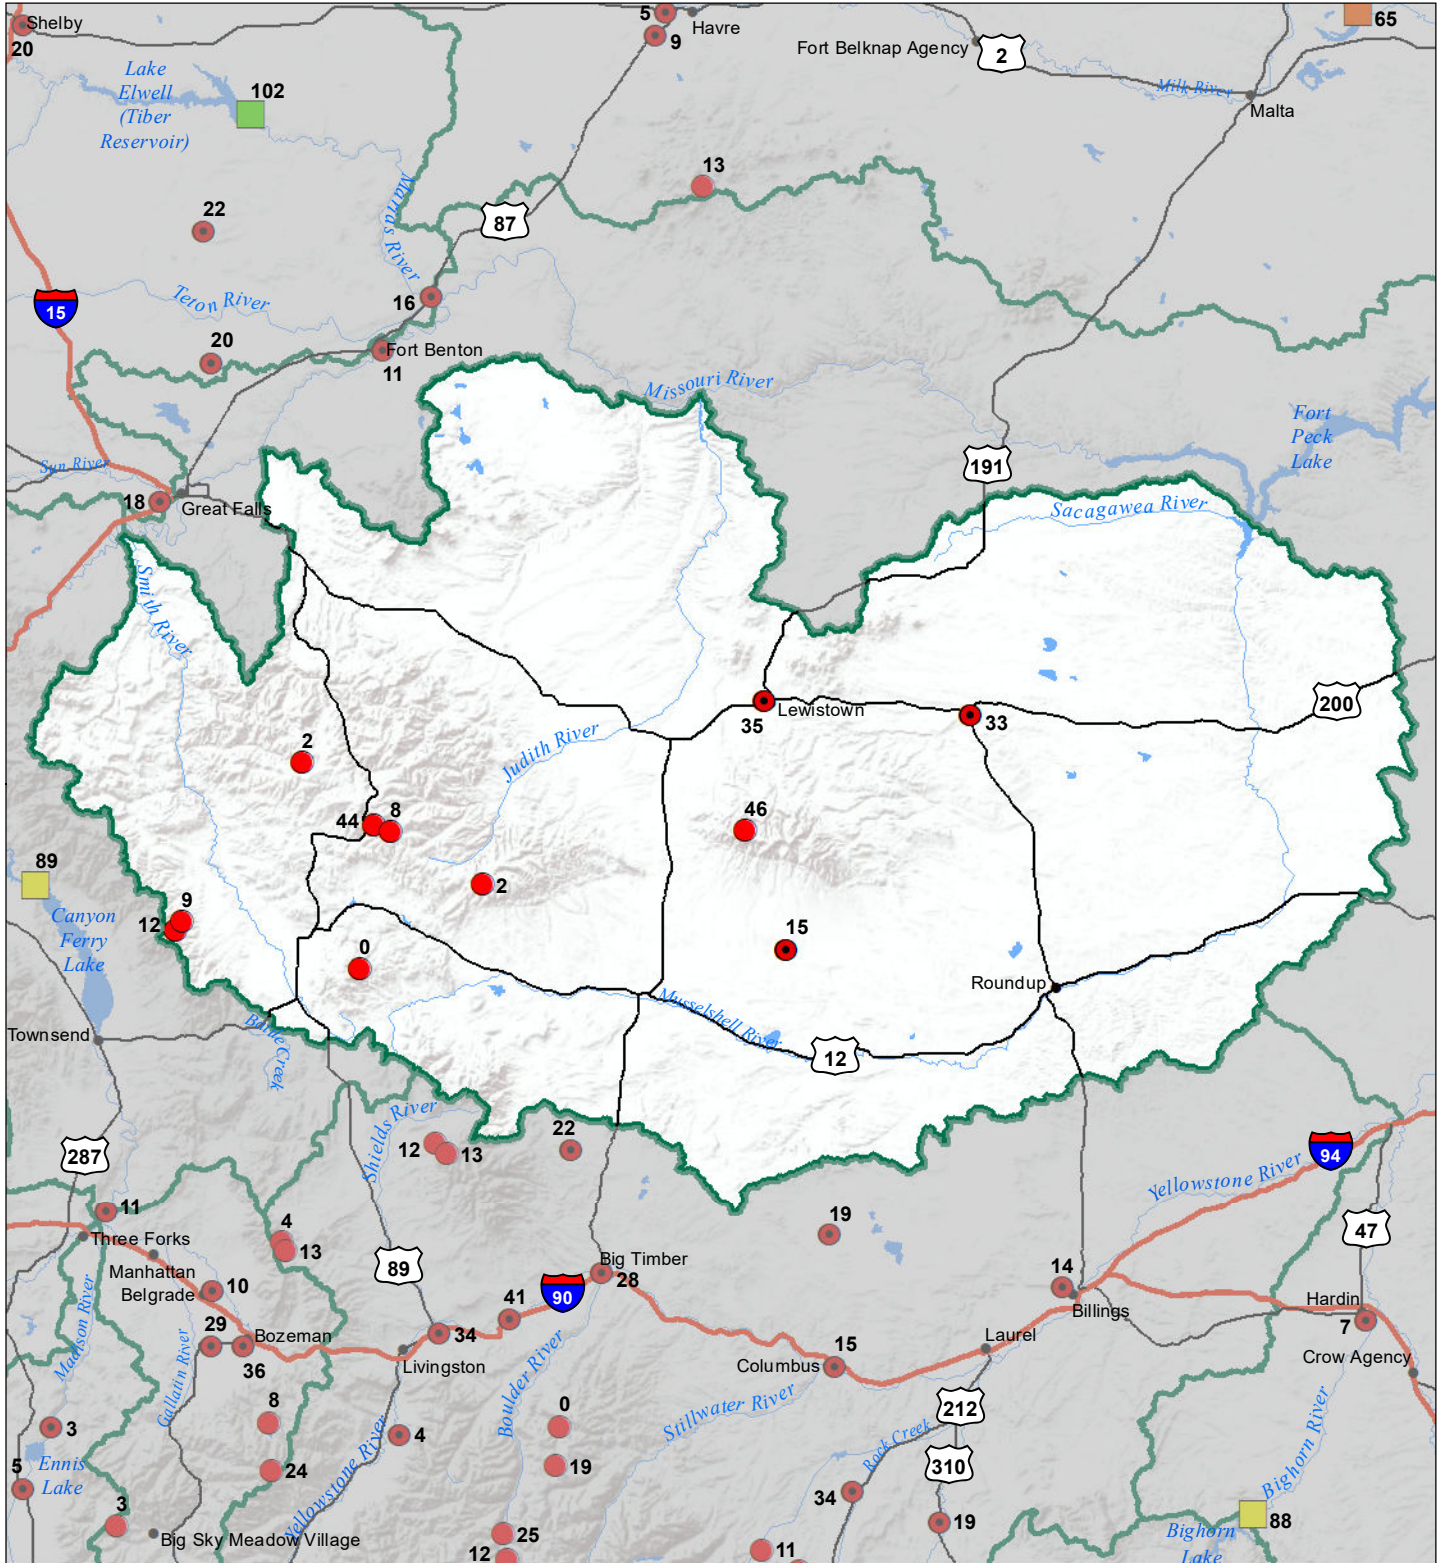 Shelby
20
5
Havre
9
Fort Belknap Agency
2
65
Lake
Elwell
(Tiber
Reservoir)
102
Milk River
Malta
13
22
Marias River
87
15
Teton River
16
20
Fort Benton
11
Missouri River
Fort
Peck
Lake
Sun River
191
18
Great Falls
Sacagawea River
Smith River
200
Lewistown
35
33
2
Judith River
44
8
46
89
2
9
12
Canyon
Ferry
Lake
0
15
Roundup
Musselshell River
Townsend
Battle Creek
12
Shields River
12
13
22
287
94
Yellowstone River
11
4
13
19
47
Three Forks
Manhattan
Belgrade
10
89
Big Timber
28
90
41
14
Billings
Hardin
7
Madison River
Gallatin River
29
Bozeman
36
34
Livingston
Boulder River
Columbus
15
Laurel
Crow Agency
8
0
Stillwater River
212
3
4
Rock Creek
310
Bighorn River
5
Ennis
Lake
24
19
34
Yellowstone River
3
Big Sky Meadow Village
25
12
11
19
88
Bighorn
Lake